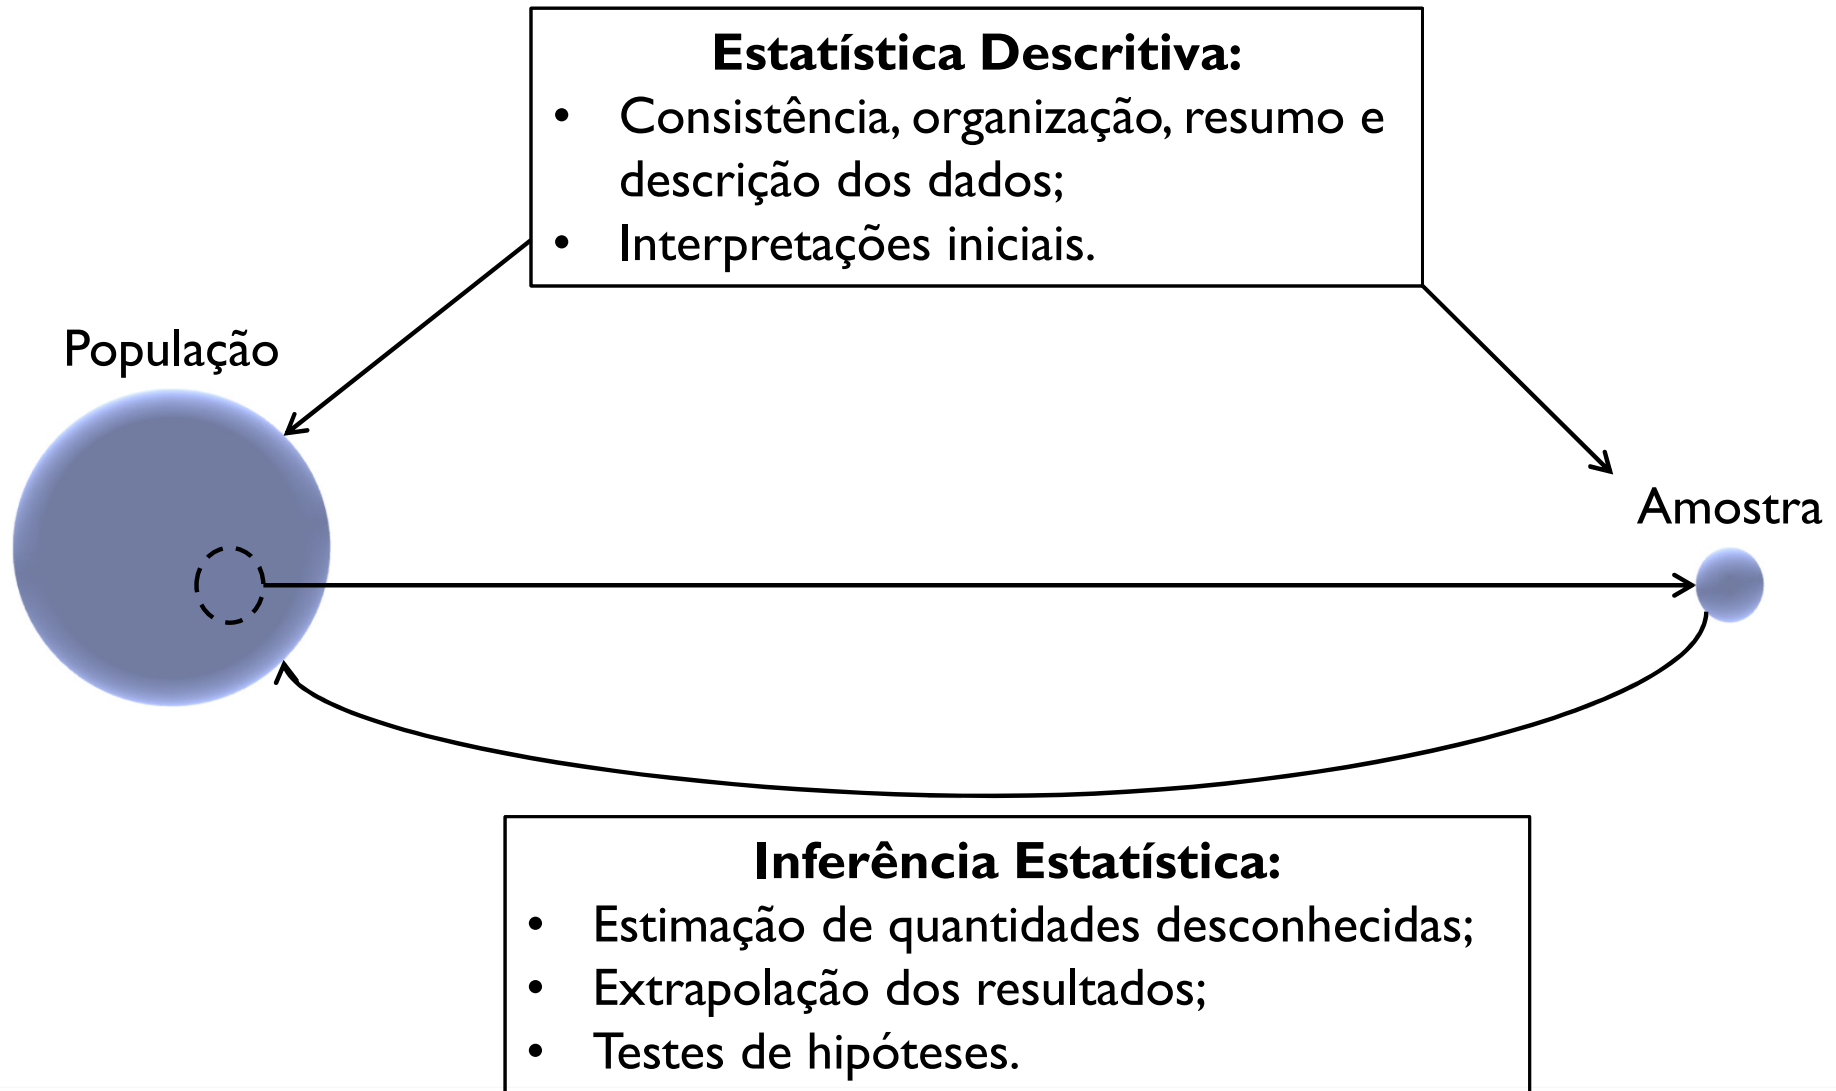 Estatística Descritiva:
• Consistência, organização, resumo e
descrição dos dados;
• Interpretações iniciais.
População
Amostra
Inferência Estatística:
• Estimação de quantidades desconhecidas;
• Extrapolação dos resultados;
• Testes de hipóteses.